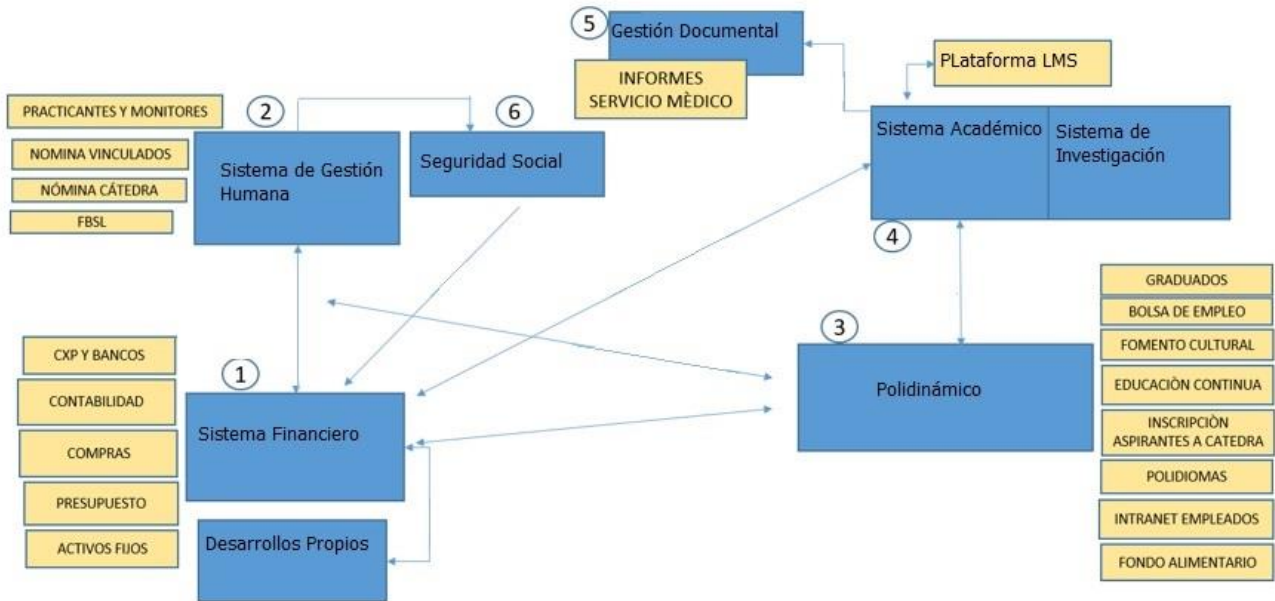 5
Gestión Documental
INFORMES
SERVICIO MÈDICO
PLataforma LMS
PRACTICANTES Y MONITORES
NOMINA VINCULADOS
NÓMINA CÁTEDRA
FBSL
2
Sistema de Gestión
Humana
6
Seguridad Social
Sistema Académico
Sistema de
Investigación
4
CXP Y BANCOS
CONTABILIDAD
COMPRAS
PRESUPUESTO
ACTIVOS FIJOS
1
Sistema Financiero
Desarrollos Propios
3
Polidinámico
GRADUADOS
BOLSA DE EMPLEO
FOMENTO CULTURAL
EDUCACIÒN CONTINUA
INSCRIPCIÒN
ASPIRANTES A CATEDRA
POLIDIOMAS
INTRANET EMPLEADOS
FONDO ALIMENTARIO